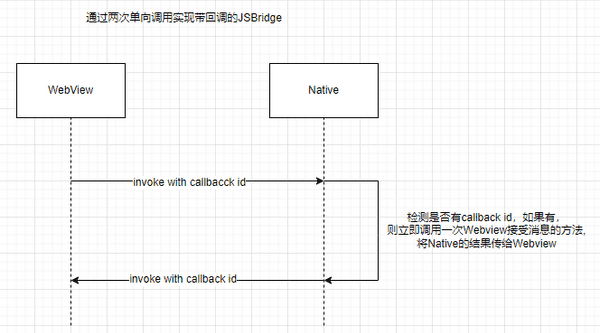 通过两次单向调用实现带回调的JSBridge
WebView
Native
invoke with callbacck id
检测是否有callback id，如果有，
则立即调用一次Webview接受消息的方法,
将Native的结果传给Webview
invoke with callback id